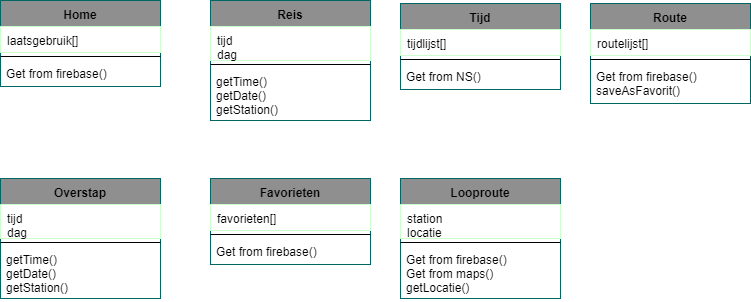 Home
laatsgebruik[]
Get from firebase()
Reis
tijd
dag
getTime()
getDate()
getStation()
Tijd
tijdlijst[]
Get from NS()
Route
routelijst[]
Get from firebase()
saveAsFavorit()
Overstap
tijd
dag
getTime()
getDate()
getStation()
Favorieten
favorieten[]
Get from firebase()
Looproute
station
locatie
Get from firebase()
Get from maps()
getLocatie()